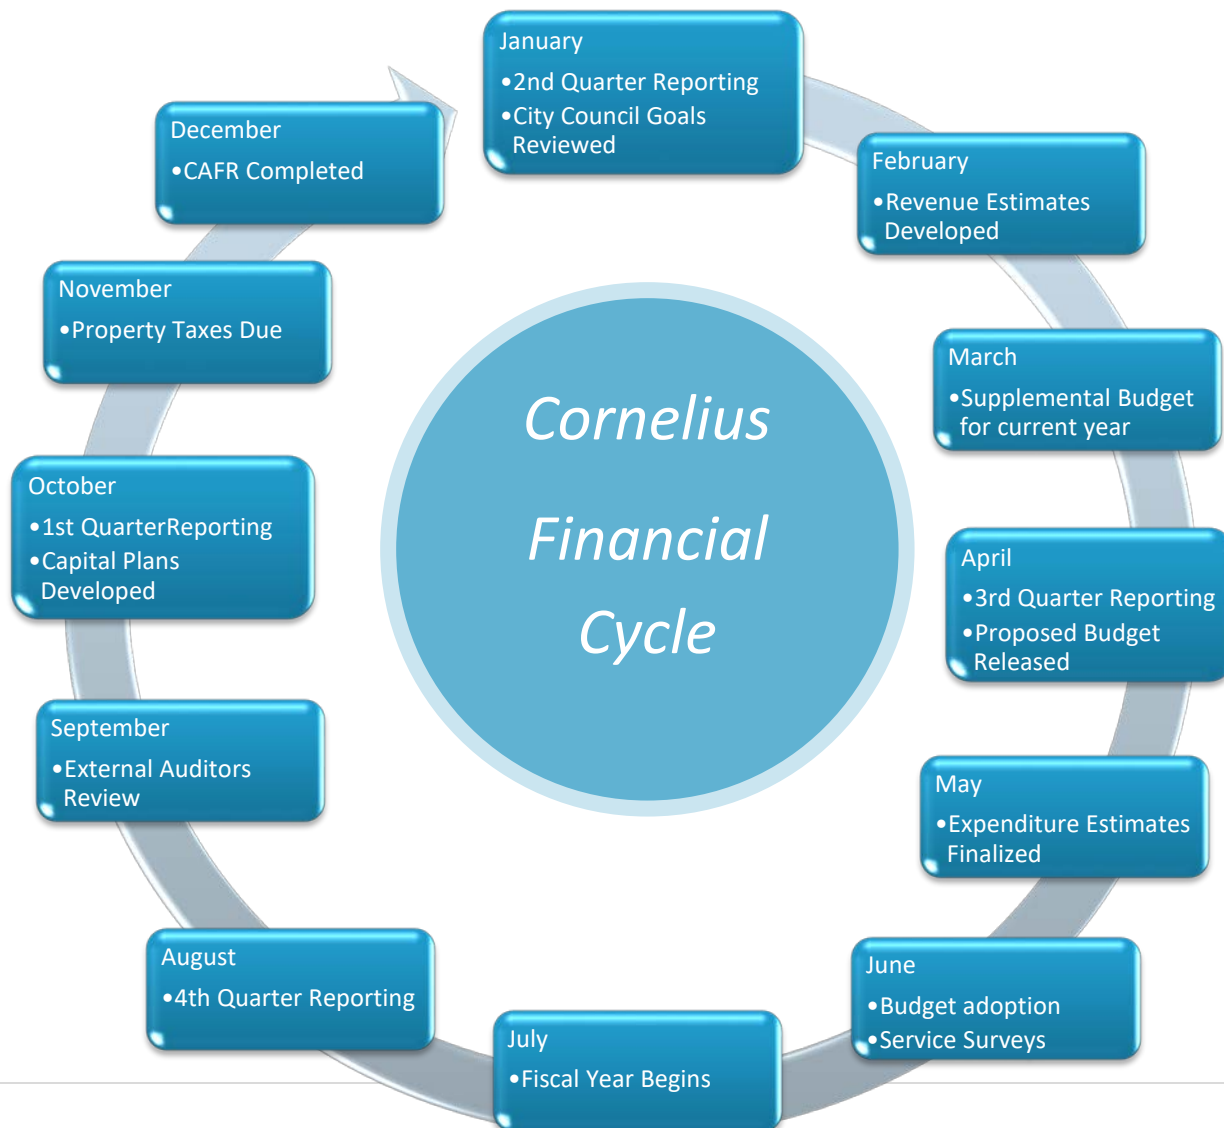 January
•2nd Quarter Reporting
•City Council Goals
Reviewed
February
•Revenue Estimates
Developed
March
•Supplemental Budget
for current year
April
•3rd Quarter Reporting
•Proposed Budget
Released
May
•Expenditure Estimates
Finalized
June
•Budget adoption
•Service Surveys
July
•Fiscal Year Begins
August
•4th Quarter Reporting
September
•External Auditors
Review
October
•1st QuarterReporting
•Capital Plans
Developed
November
•Property Taxes Due
December
•CAFR Completed
Cornelius
Financial
Cycle